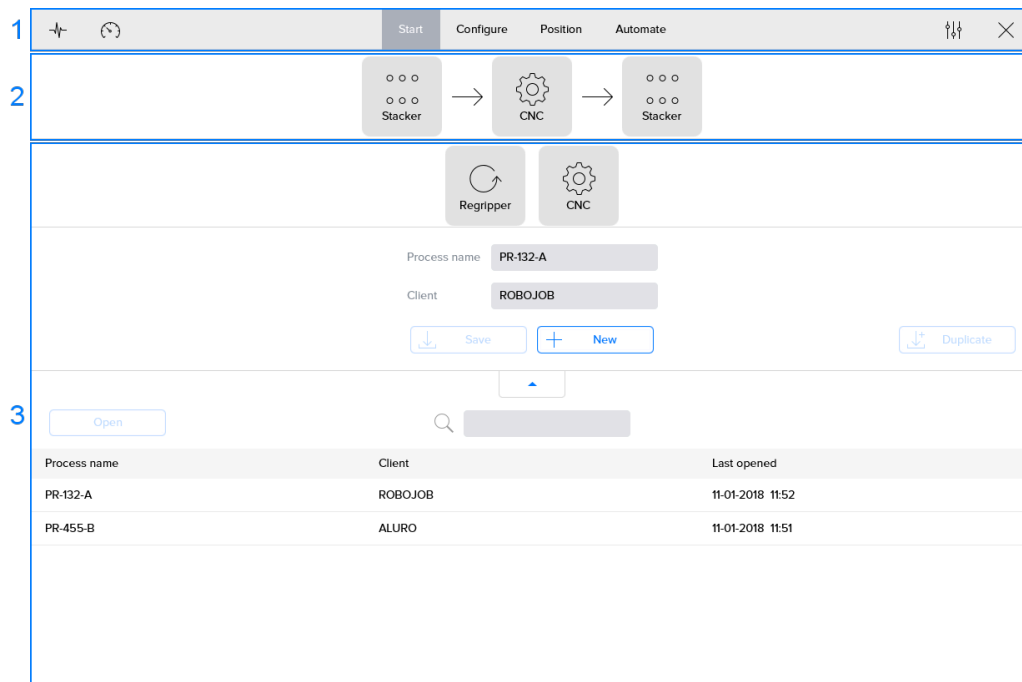 1
Start Configure Position Automate
2
Stacker CNC Stacker
Regripper CNC
Process name PR-132-A
Client ROBOJOB
Save New Duplicate
3
Open
Process name Client Last opened
PR-132-A ROBOJOB 11-01-2018 11:52
PR-455-B ALURO 11-01-2018 11:51